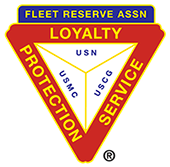 FLEET RESERVE ASSN
LOYALTY
USN
USMC
USCG
PROTECTION
SERVICE
®